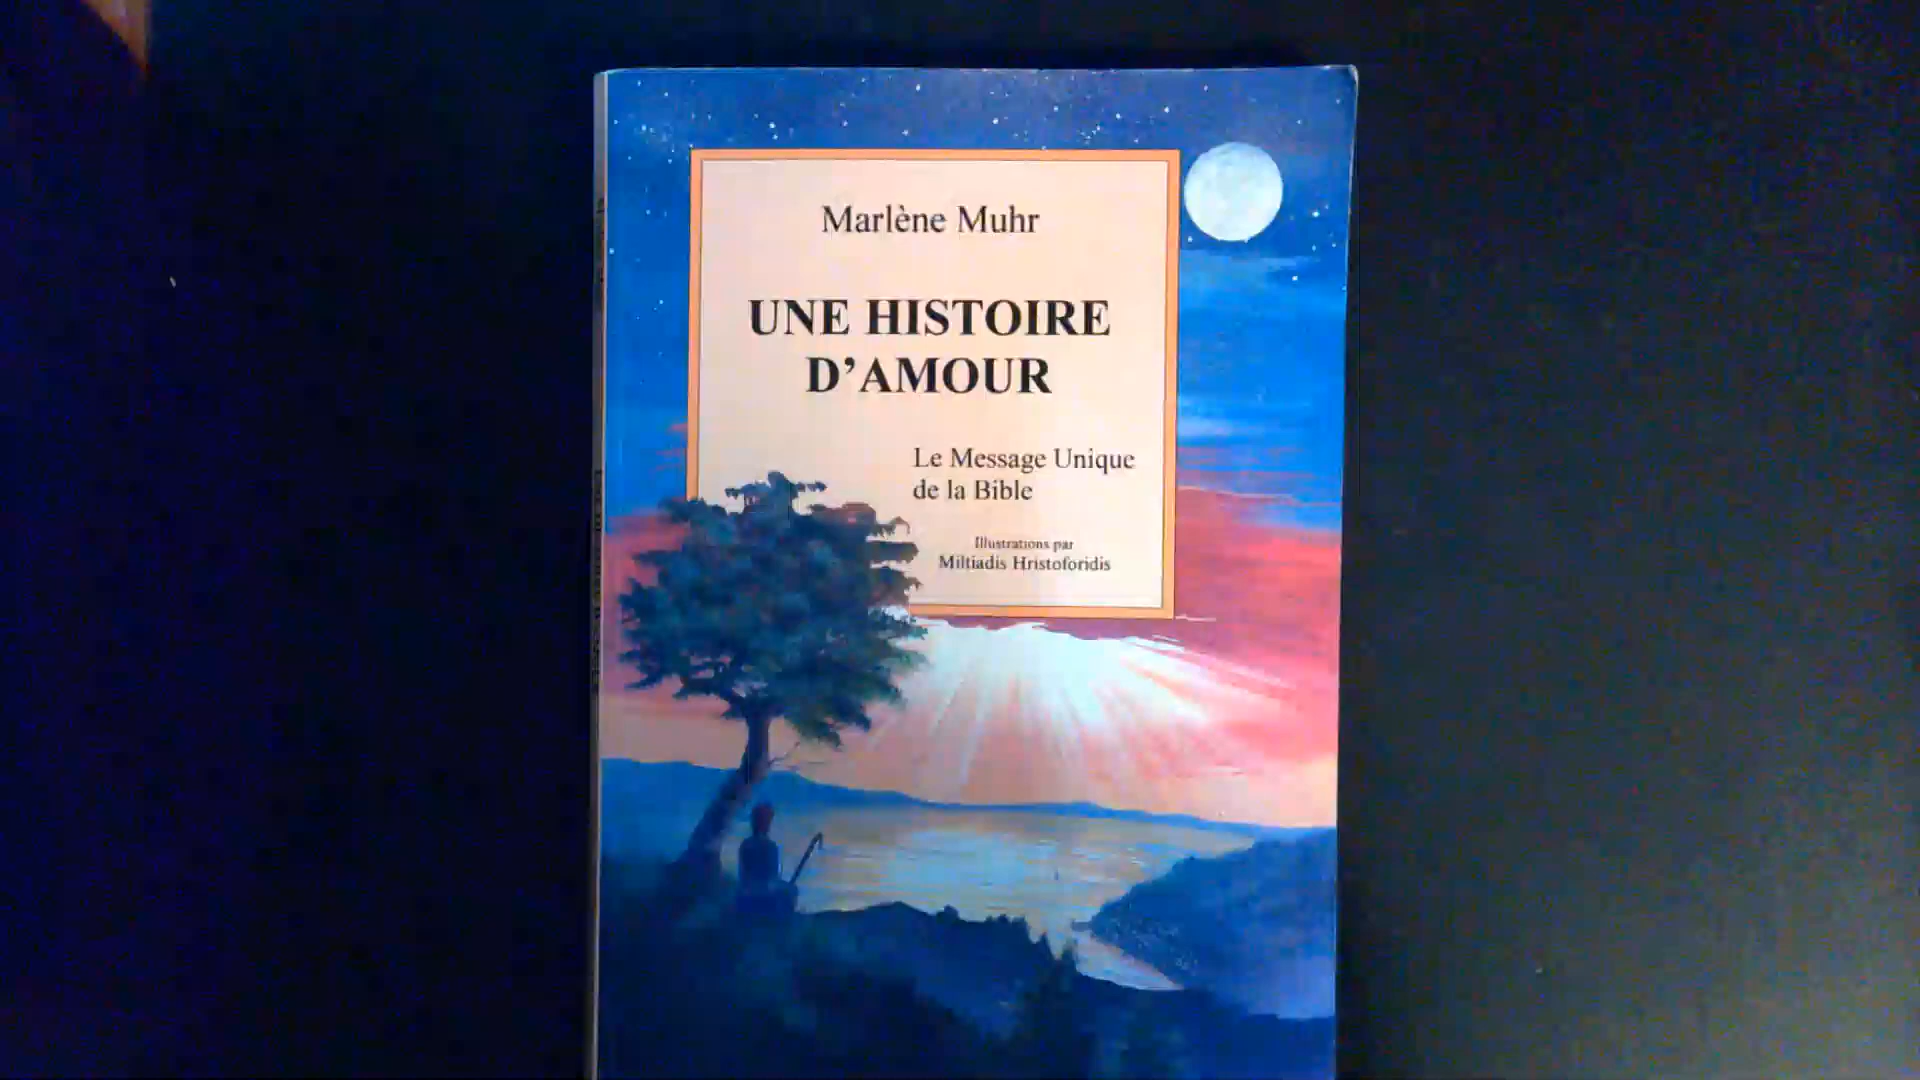 Marlène Muhr
UNE HISTOIRE
D'AMOUR
Le Message Unique
de la Bible
Illustrations par
Miltiadis Hristoforidis